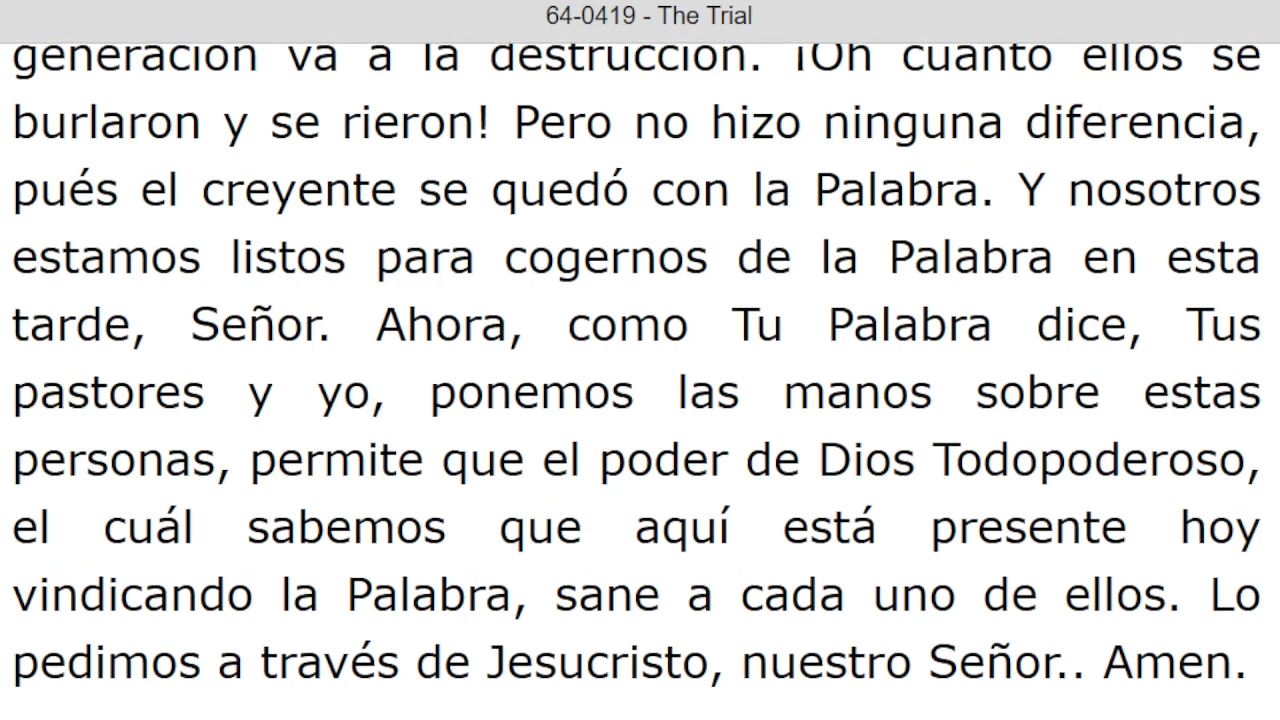 64-0419 - The Trial
generación va a la destrucción. ¡Oh cuánto ellos se
burlaron y se rieron! Pero no hizo ninguna diferencia,
pués el creyente se quedó con la Palabra. Y nosotros
estamos listos para cogernos de la Palabra en esta
tarde, Señor. Ahora, como Tu Palabra dice, Tus
pastores y yo, ponemos las manos sobre estas
personas, permite que el poder de Dios Todopoderoso,
el cuál sabemos que aquí está presente hoy
vindicando la Palabra, sane a cada uno de ellos. Lo
pedimos a través de Jesucristo, nuestro Señor.. Amen.